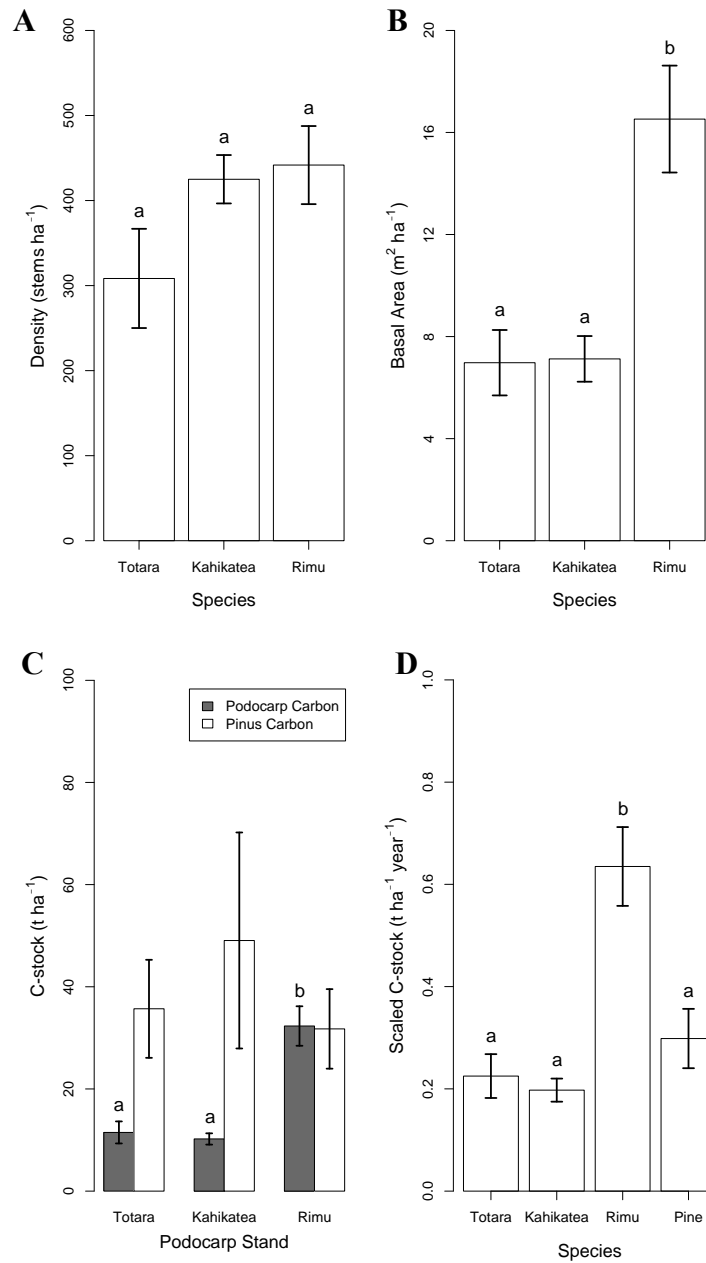 A
Density (stems ha⁻¹)
600
500
400
300
200
100
0
a
a
a
Totara Kahikatea Rimu
Species
B
Basal Area (m² ha⁻¹)
20
16
12
8
4
0
a
a
b
Totara Kahikatea Rimu
Species
C
C-stock (t ha⁻¹)
100
80
60
40
20
0
Podocarp Carbon
Pinus Carbon
a
a
b
Totara Kahikatea Rimu
Podocarp Stand
D
Scaled C-stock (t ha⁻¹ year⁻¹)
1.0
0.8
0.6
0.4
0.2
0.0
a
a
b
a
Totara Kahikatea Rimu Pine
Species